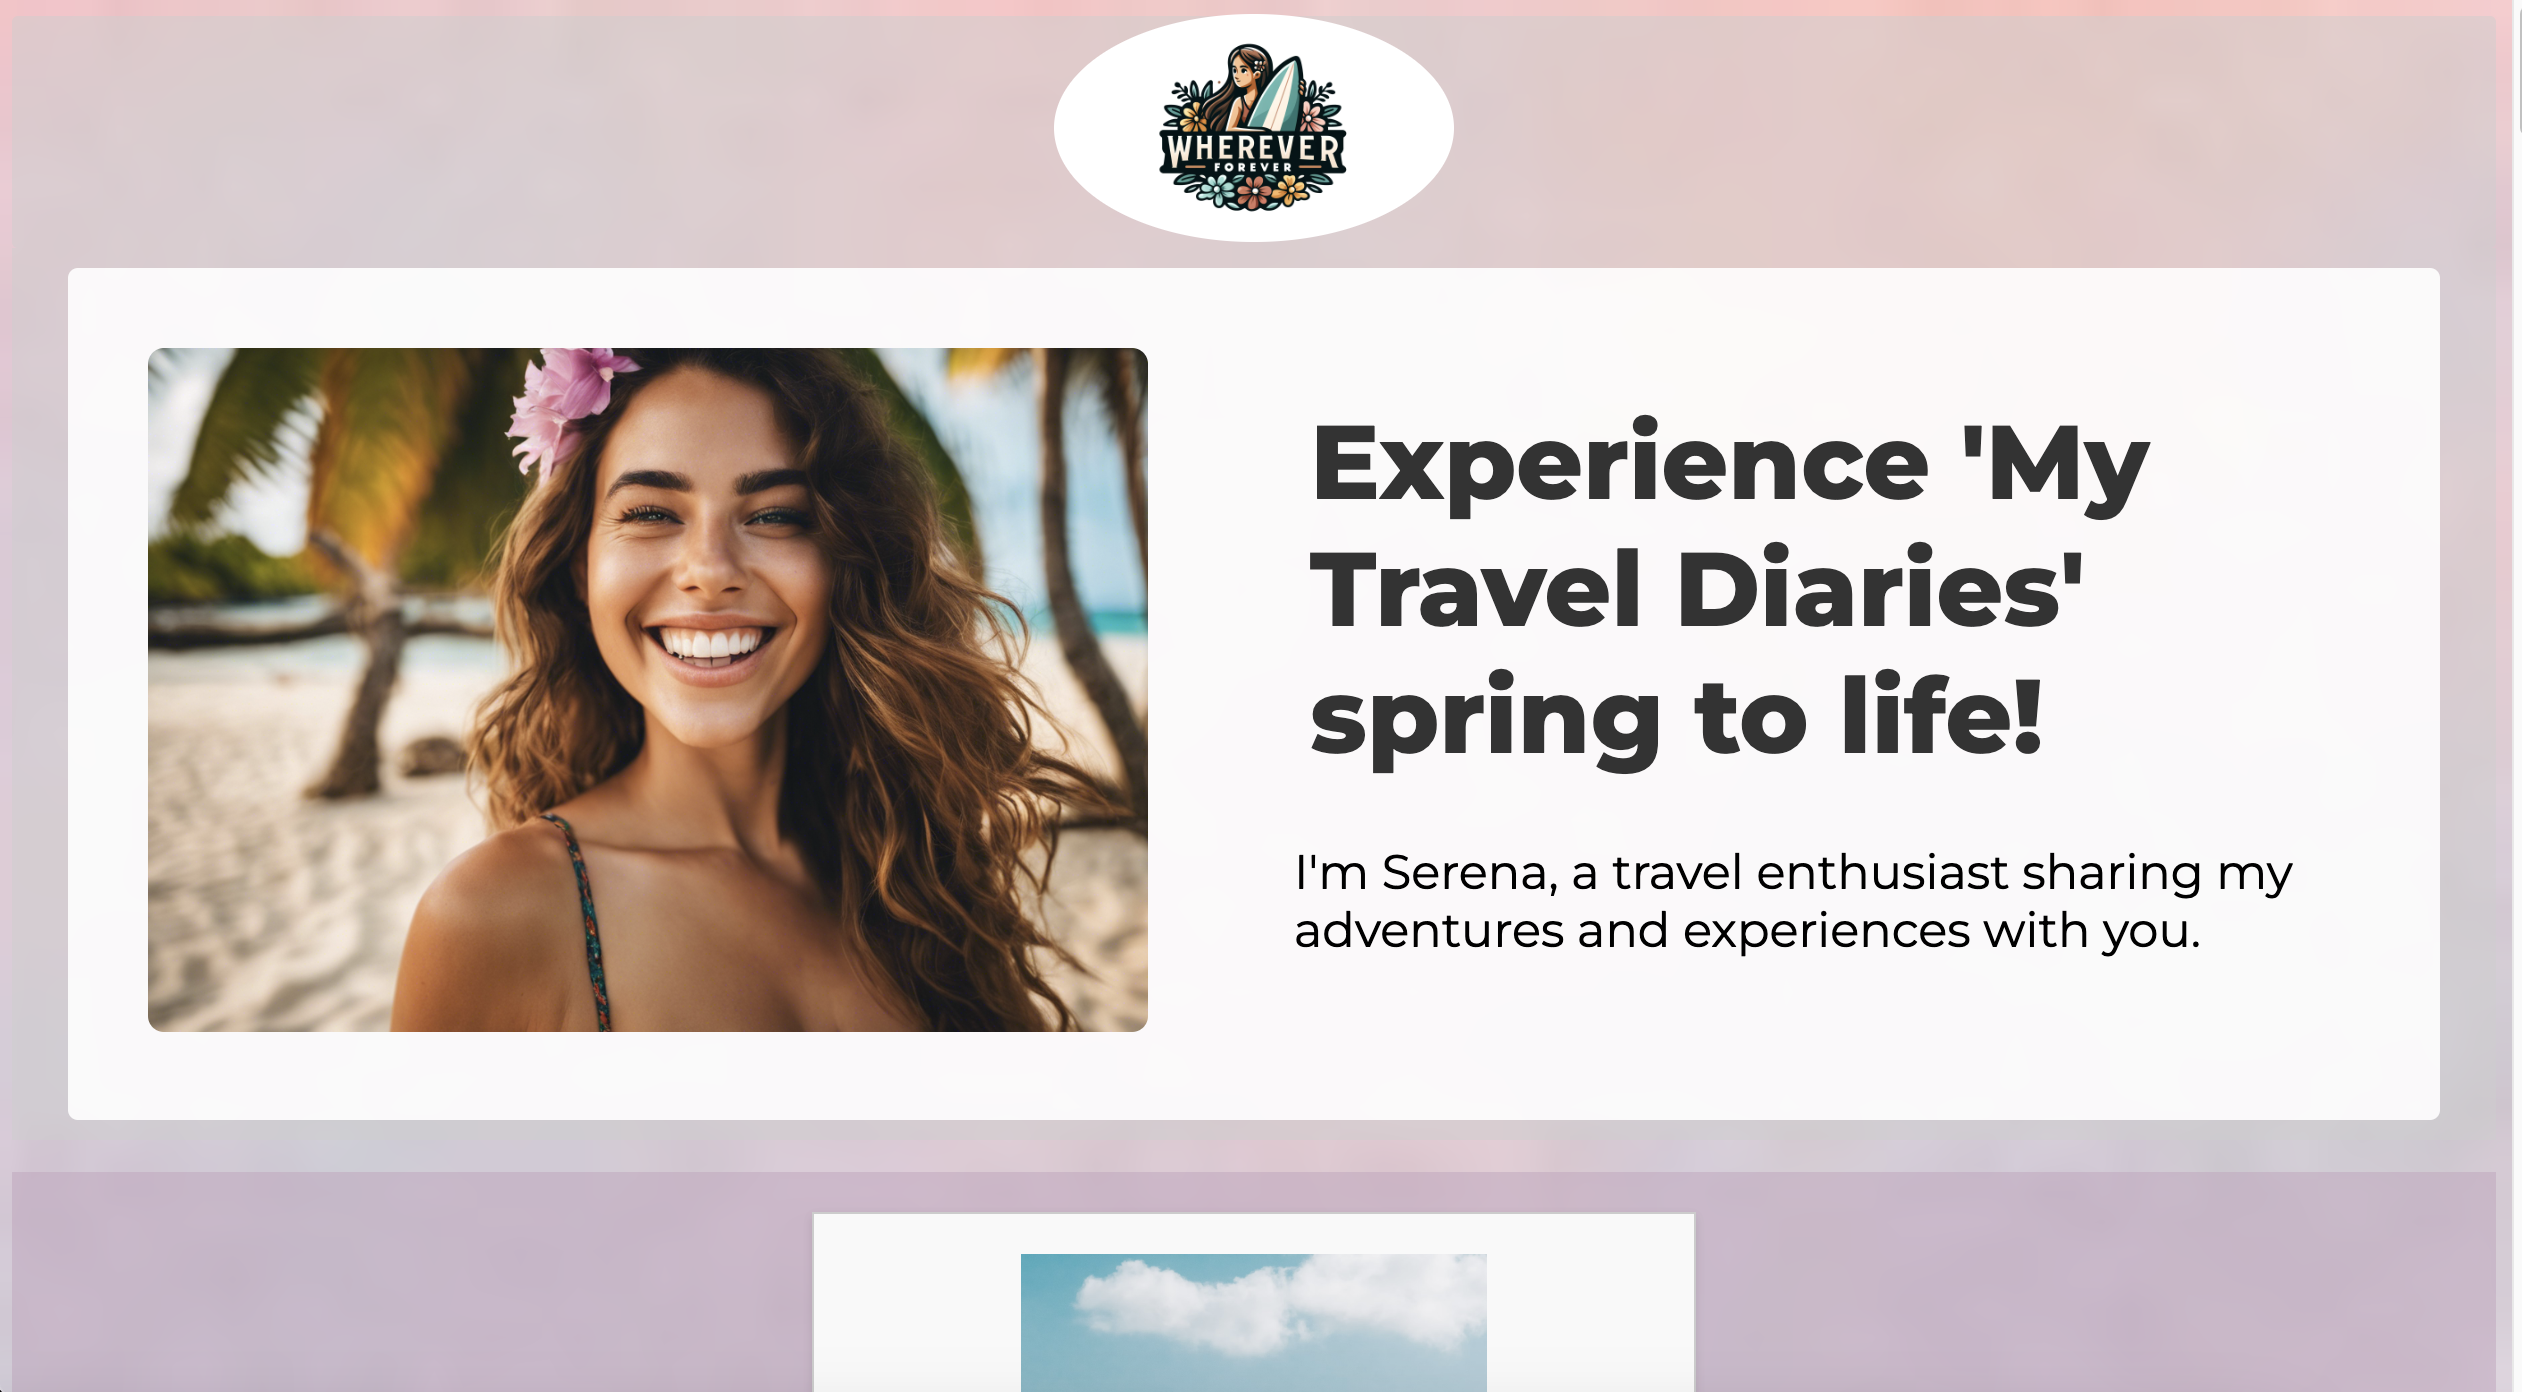 WHEREVER
FOREVER
Experience 'My
Travel Diaries'
spring to life!
I'm Serena, a travel enthusiast sharing my
adventures and experiences with you.